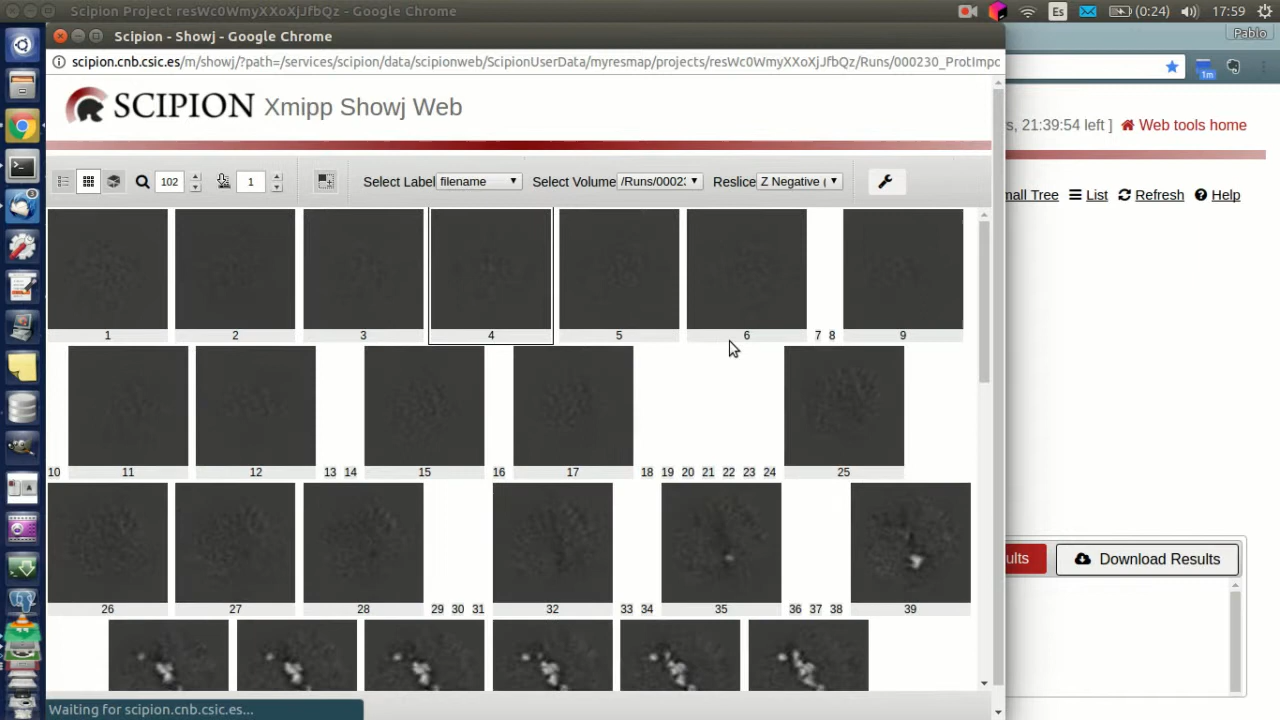 Scipion Project resWc0WmyXXoXjJfbQz - Google Chrome
Es
(0:24)
17:59
Scipion - Showj - Google Chrome
Pablo
scipion.cnb.csic.es/m/showj/?path=/services/scipion/data/scipionweb/ScipionUserData/myresmap/projects/resWc0WmyXXoXjJfbQz/Runs/000230_ProtImpo
1m
SCIPION Xmipp Showj Web
s, 21:39:54 left ] Web tools home
102
1
Select Label filename
Select Volume /Runs/00023
Reslice Z Negative (
mall Tree List Refresh Help
1 2 3 4 5 6 7 8 9
10 11 12 13 14 15 16 17 18 19 20 21 22 23 24 25
26 27 28 29 30 31 32 33 34 35 36 37 38 39
ults
Download Results
Waiting for scipion.cnb.csic.es...